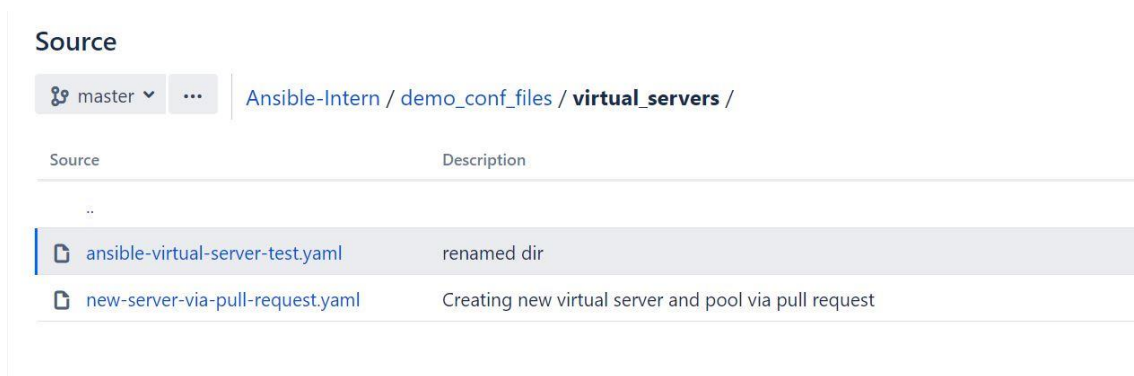 Source
master ... Ansible-Intern / demo_conf_files / virtual_servers /
Source Description
..
ansible-virtual-server-test.yaml renamed dir
new-server-via-pull-request.yaml Creating new virtual server and pool via pull request